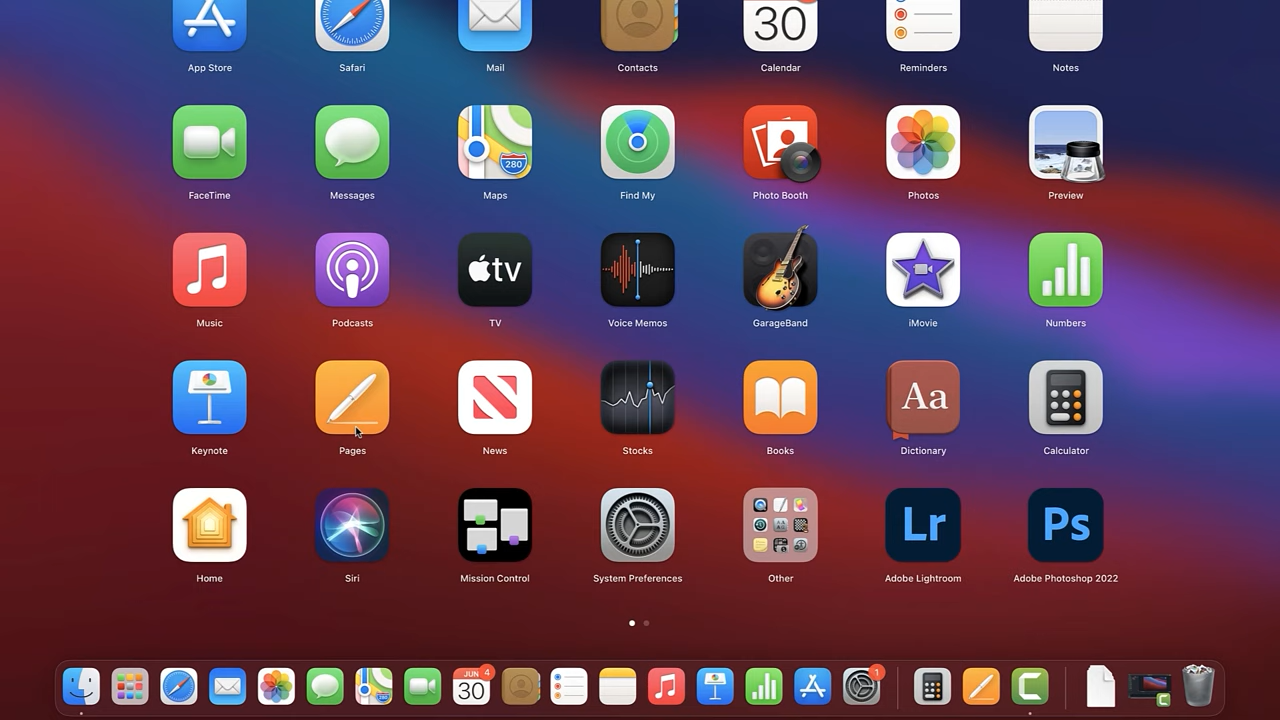 30
App Store Safari Mail Contacts Calendar Reminders Notes
280
FaceTime Messages Maps Find My Photo Booth Photos Preview
tv
Music Podcasts TV Voice Memos GarageBand iMovie Numbers
Aa
Keynote Pages News Stocks Books Dictionary Calculator
Lr Ps
Home Siri Mission Control System Preferences Other Adobe Lightroom Adobe Photoshop 2022
JUN 4 1
30 280